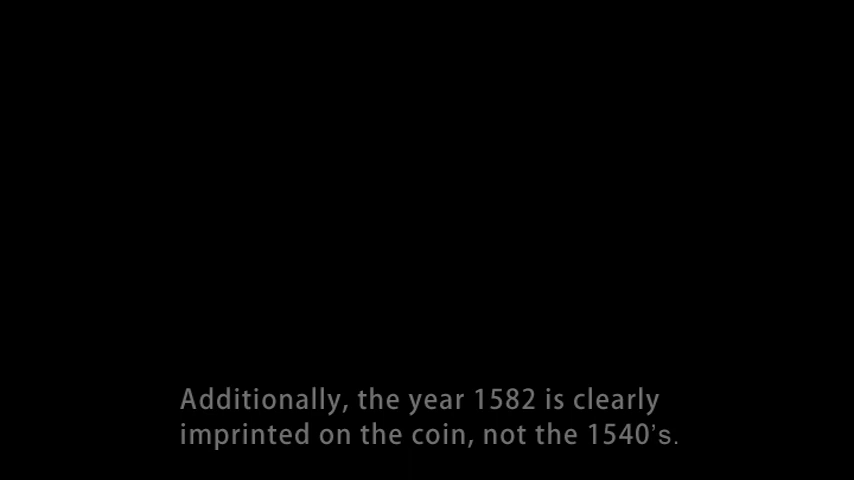 Additionally, the year 1582 is clearly
imprinted on the coin, not the 1540’s.